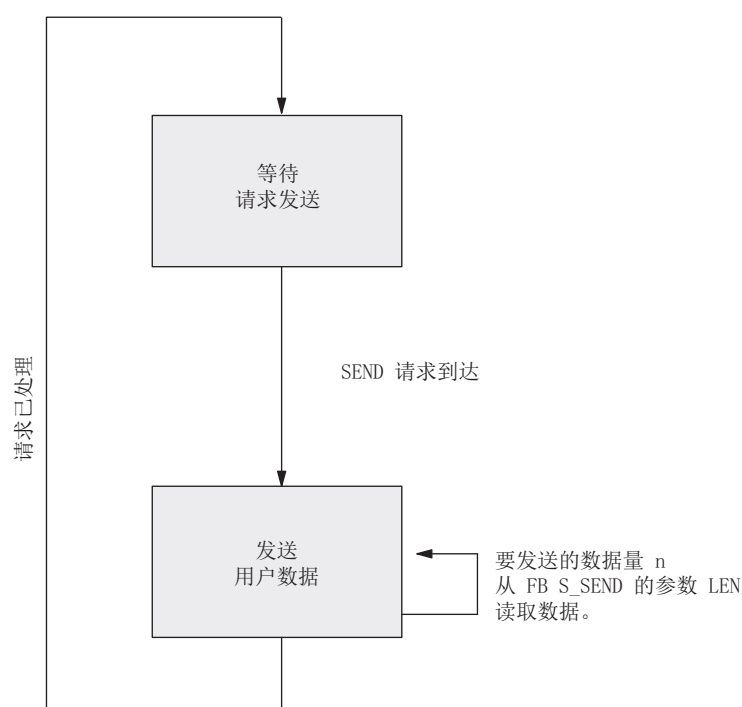 等待
请求发送
SEND 请求到达
请求已处理
发送
用户数据
要发送的数据量 n
从 FB S_SEND 的参数 LEN
读取数据。